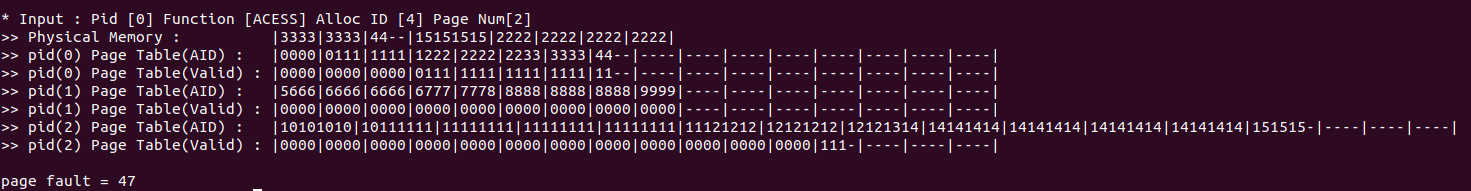 * Input : Pid [0] Function [ACESS] Alloc ID [4] Page Num[2]
>> Physical Memory :          |3333|3333|44--|15151515|2222|2222|2222|2222|
>> pid(0) Page Table(AID) :   |0000|0111|1111|1222|2222|2233|3333|44--|----|----|----|----|----|----|----|----|
>> pid(0) Page Table(Valid) : |0000|0000|0000|0111|1111|1111|1111|11--|----|----|----|----|----|----|----|----|
>> pid(1) Page Table(AID) :   |5666|6666|6666|6777|7778|8888|8888|8888|9999|----|----|----|----|----|----|----|
>> pid(1) Page Table(Valid) : |0000|0000|0000|0000|0000|0000|0000|0000|0000|----|----|----|----|----|----|----|
>> pid(2) Page Table(AID) :   |10101010|10111111|11111111|11111111|11111111|11121212|12121212|12121314|14141414|14141414|14141414|14141414|151515-|----|----|----|
>> pid(2) Page Table(Valid) : |0000|0000|0000|0000|0000|0000|0000|0000|0000|0000|0000|0000|111-|----|----|----|
page fault = 47